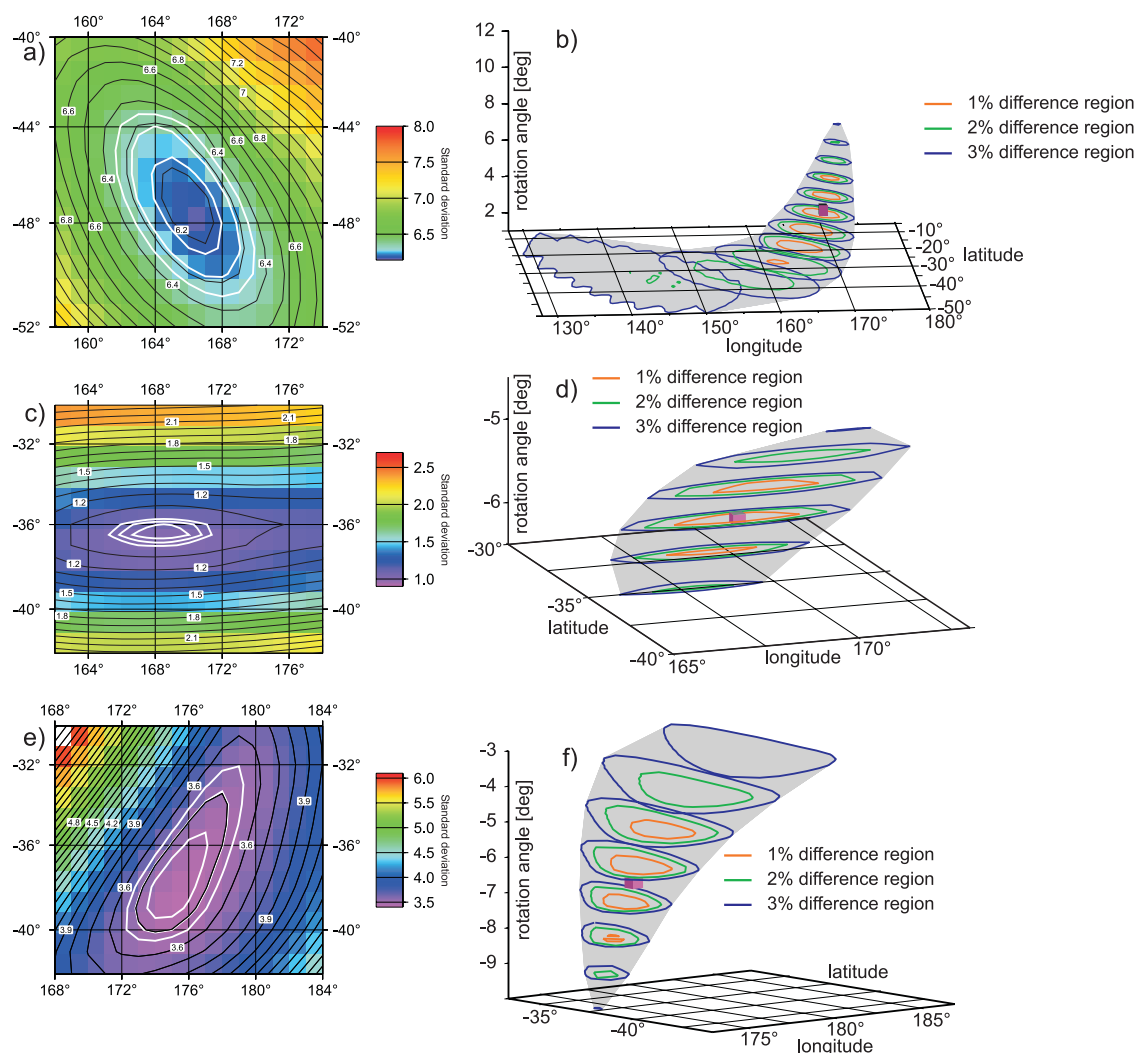 160° 164° 168° 172°
a)
-40° -40°
-44° -44°
-48° -48°
-52° -52°
6.8
7.2
6.6
7
6.6
6.8
6.6
6.4
6.4
6.2
6.8
6.6
6.4
6.4
160° 164° 168° 172°
8.0
7.5
7.0
6.5
Standard deviation
b)
12
10
8
6
4
2
rotation angle [deg]
1% difference region
2% difference region
3% difference region
-10°
-20°
-30°
-40°
-50°
latitude
130° 140° 150° 160° 170° 180°
longitude
164° 168° 172° 176°
c)
-32° -32°
-36° -36°
-40° -40°
2.1 2.1
1.8 1.8
1.5 1.5
1.2 1.2
1.2 1.2
1.5 1.5
1.8 1.8
2.1 2.1
164° 168° 172° 176°
2.5
2.0
1.5
1.0
Standard deviation
d)
1% difference region
2% difference region
3% difference region
-5
-6
rotation angle [deg]
-30°
-35°
-40°
latitude
165° 170°
longitude
168° 172° 176° 180° 184°
e)
-32° -32°
-36° -36°
-40° -40°
3.6 3.9
4.8 4.5 4.2 3.9
3.6
3.9
3.6
3.9
168° 172° 176° 180° 184°
6.0
5.5
5.0
4.5
4.0
3.5
Standard deviation
f)
-3
-4
-5
-6
-7
-8
-9
rotation angle [deg]
1% difference region
2% difference region
3% difference region
latitude
-35° -40°
175° 180° 185°
longitude